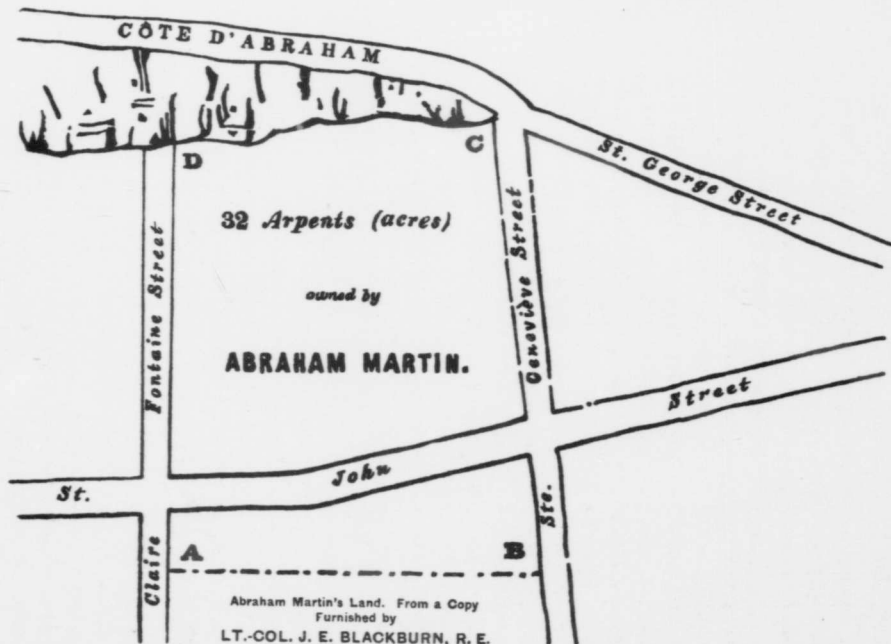 CÔTE D'ABRAHAM
D
C
St. George Street
32 Arpents (acres)
owned by
ABRAHAM MARTIN.
Fontaine Street
Geneviève Street
St. John Street
Claire
Ste.
A
B
Abraham Martin's Land. From a Copy
Furnished by
LT.-COL. J. E. BLACKBURN, R. E.